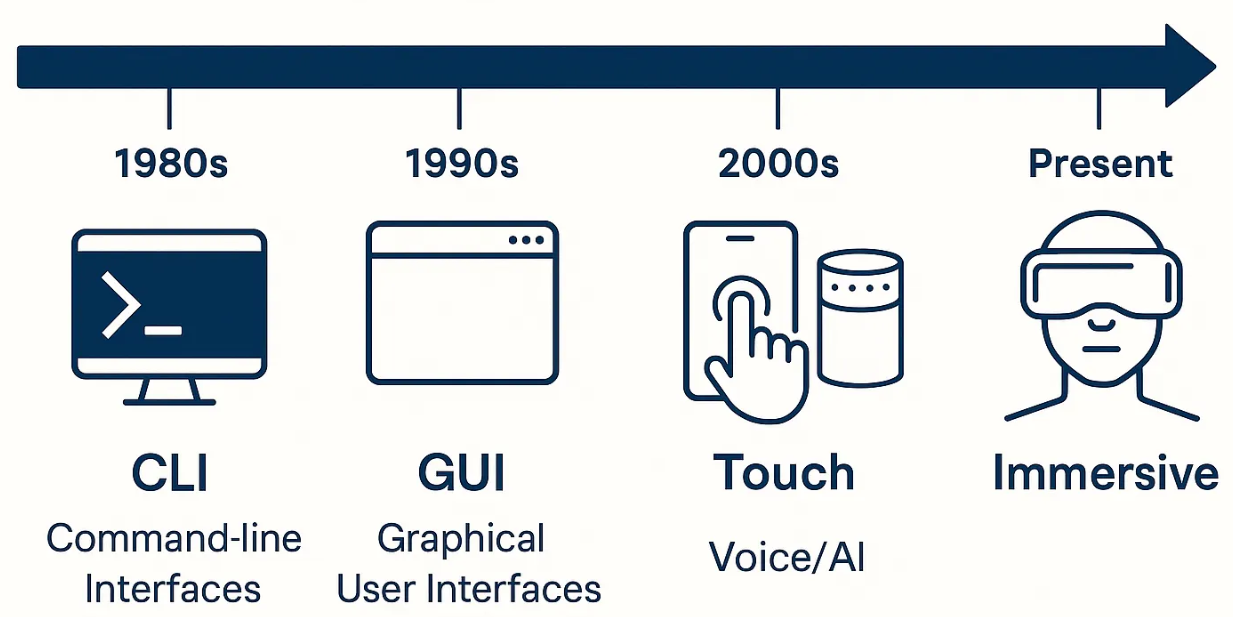 1980s
1990s
2000s
Present
>_
CLI
GUI
Touch
Immersive
Command-line
Interfaces
Graphical
User Interfaces
Voice/AI